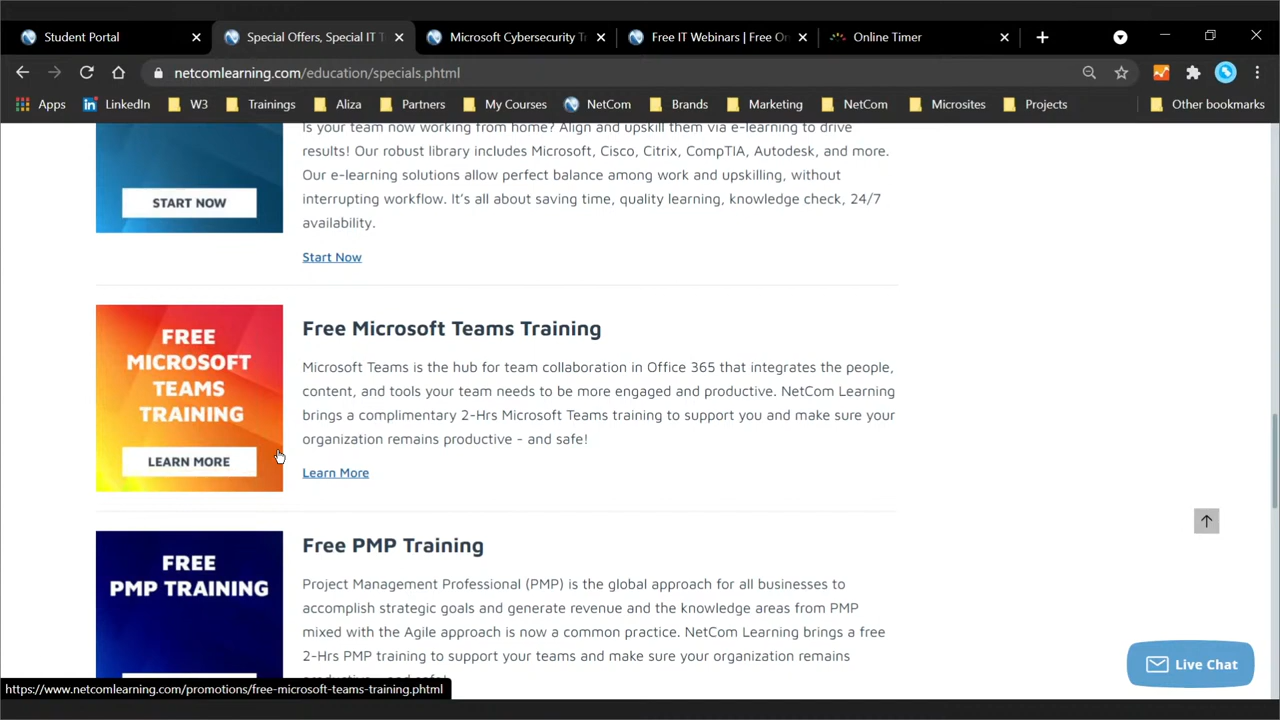 Student Portal
Special Offers, Special IT T
Microsoft Cybersecurity Tr
Free IT Webinars | Free On
Online Timer
netcomlearning.com/education/specials.phtml
Apps
LinkedIn
W3
Trainings
Aliza
Partners
My Courses
NetCom
Brands
Marketing
NetCom
Microsites
Projects
Other bookmarks
Is your team now working from home? Align and upskill them via e-learning to drive
results! Our robust library includes Microsoft, Cisco, Citrix, CompTIA, Autodesk, and more.
Our e-learning solutions allow perfect balance among work and upskilling, without
interrupting workflow. It's all about saving time, quality learning, knowledge check, 24/7
availability.
START NOW
Start Now
FREE
MICROSOFT
TEAMS
TRAINING
LEARN MORE
Free Microsoft Teams Training
Microsoft Teams is the hub for team collaboration in Office 365 that integrates the people,
content, and tools your team needs to be more engaged and productive. NetCom Learning
brings a complimentary 2-Hrs Microsoft Teams training to support you and make sure your
organization remains productive - and safe!
Learn More
FREE
PMP TRAINING
Free PMP Training
Project Management Professional (PMP) is the global approach for all businesses to
accomplish strategic goals and generate revenue and the knowledge areas from PMP
mixed with the Agile approach is now a common practice. NetCom Learning brings a free
2-Hrs PMP training to support your teams and make sure your organization remains
Live Chat
https://www.netcomlearning.com/promotions/free-microsoft-teams-training.phtml